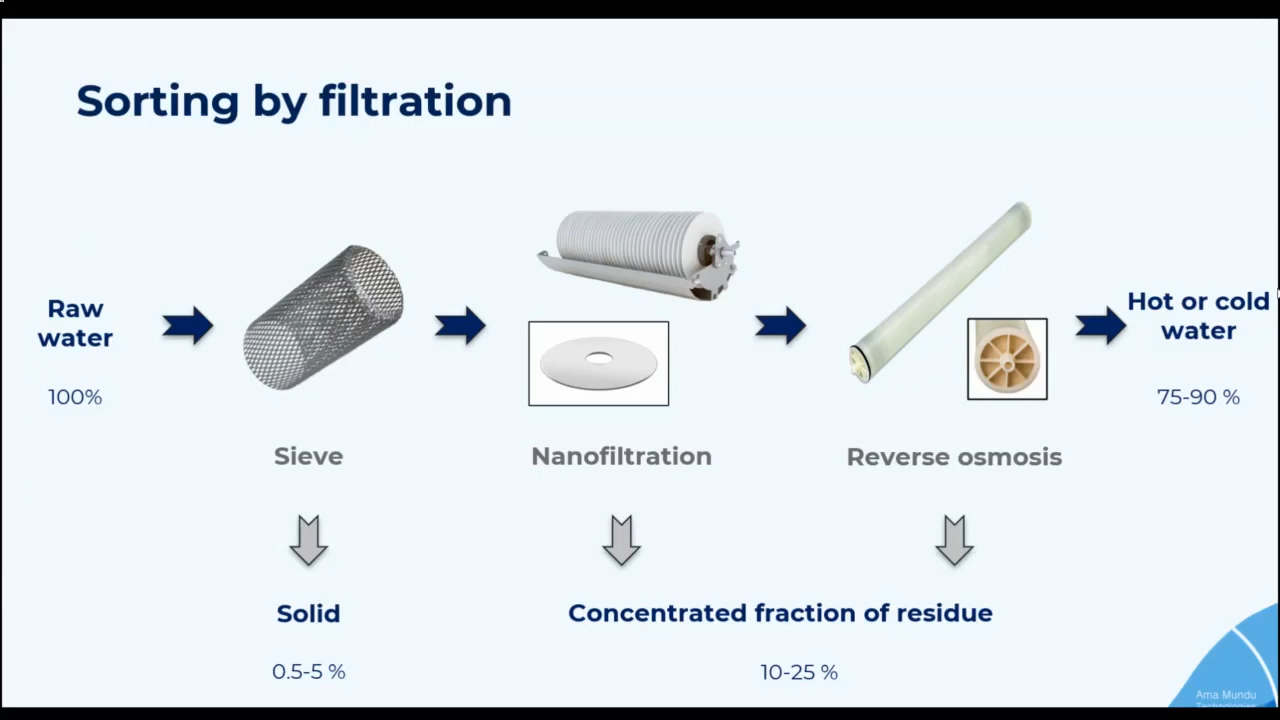 Sorting by filtration
Raw
water
100%
Hot or cold
water
75-90 %
Sieve
Nanofiltration
Reverse osmosis
Solid
Concentrated fraction of residue
0.5-5 %
10-25 %
Ama Mundu
Technologies